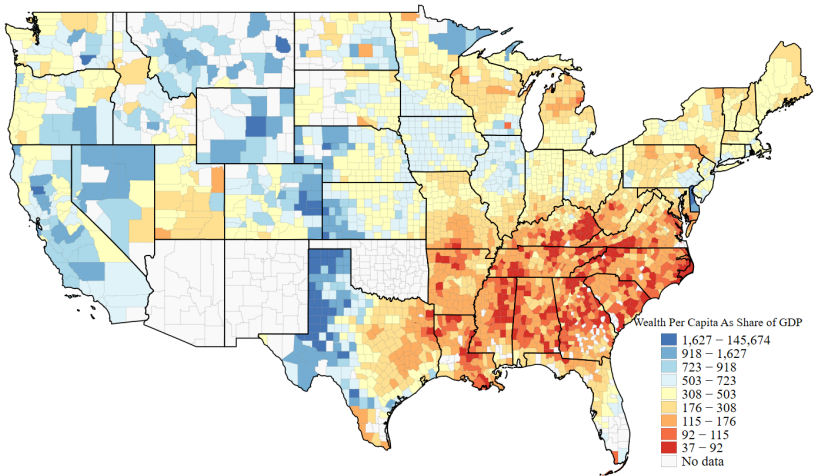 Wealth Per Capita As Share of GDP
1,627 – 145,674
918 – 1,627
723 – 918
503 – 723
308 – 503
176 – 308
115 – 176
92 – 115
37 – 92
No data